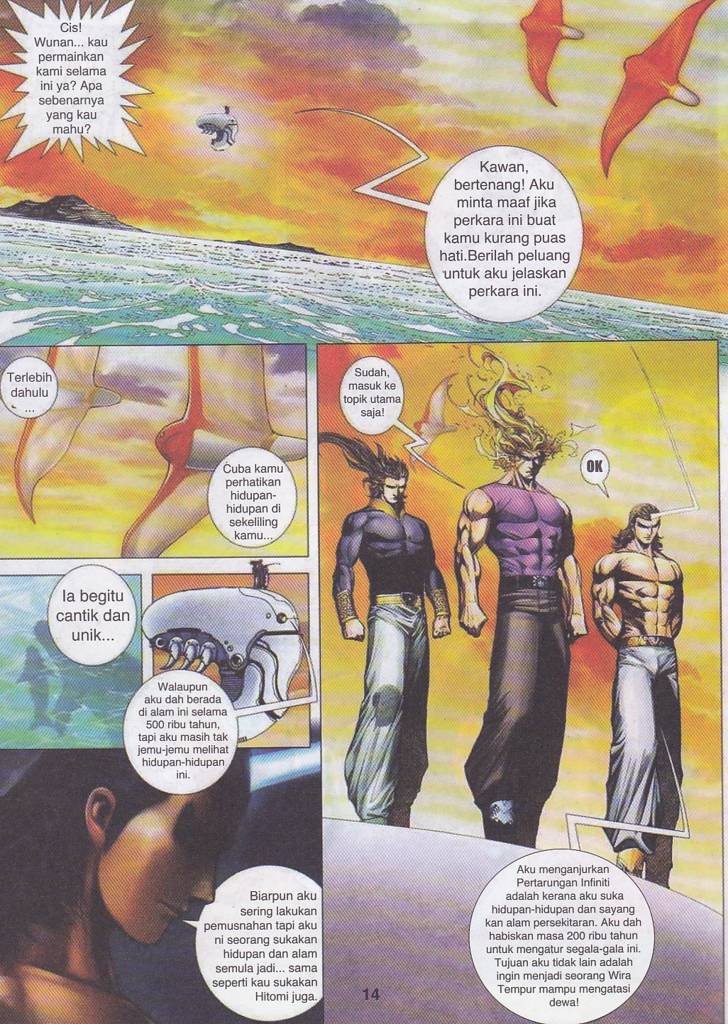 Cis!
Wunan... kau
permainkan
kami selama
ini ya? Apa
sebenarnya
yang kau
mahu?
Kawan,
bertenang! Aku
minta maaf jika
perkara ini buat
kamu kurang puas
hati.Berilah peluang
untuk aku jelaskan
perkara ini.
Terlebih
dahulu
...
Cuba kamu
perhatikan
hidupan-
hidupan di
sekeliling
kamu...
Ia begitu
cantik dan
unik...
Walaupun
aku dah berada
di alam ini selama
500 ribu tahun,
tapi aku masih tak
jemu-jemu melihat
hidupan-hidupan
ini.
Biarpun aku
sering lakukan
pemusnahan tapi aku
ni seorang sukakan
hidupan dan alam
semula jadi... sama
seperti kau sukakan
Hitomi juga.
Sudah,
masuk ke
topik utama
saja!
OK
Aku menganjurkan
Pertarungan Infiniti
adalah kerana aku suka
hidupan-hidupan dan sayang
kan alam persekitaran. Aku dah
habiskan masa 200 ribu tahun
untuk mengatur segala-gala ini.
Tujuan aku tidak lain adalah
ingin menjadi seorang Wira
Tempur mampu mengatasi
dewa!
14